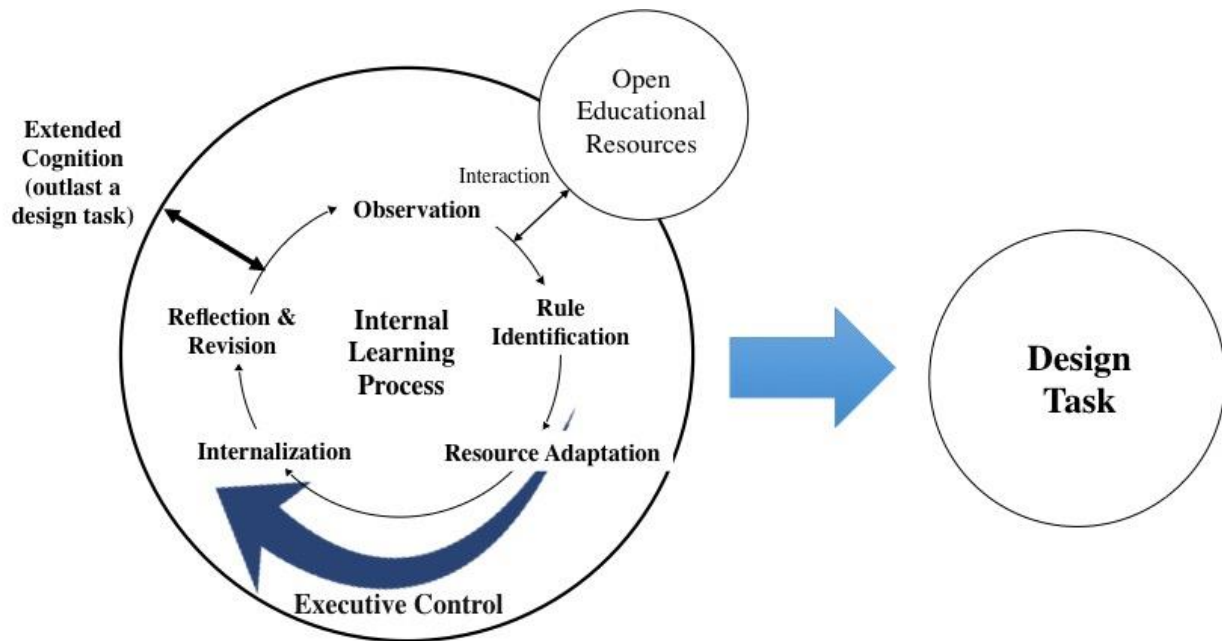 Open
Educational
Resources
Extended
Cognition
(outlast a
design task)
Interaction
Observation
Rule
Identification
Reflection &
Revision
Internal
Learning
Process
Internalization
Resource Adaptation
Executive Control
Design
Task